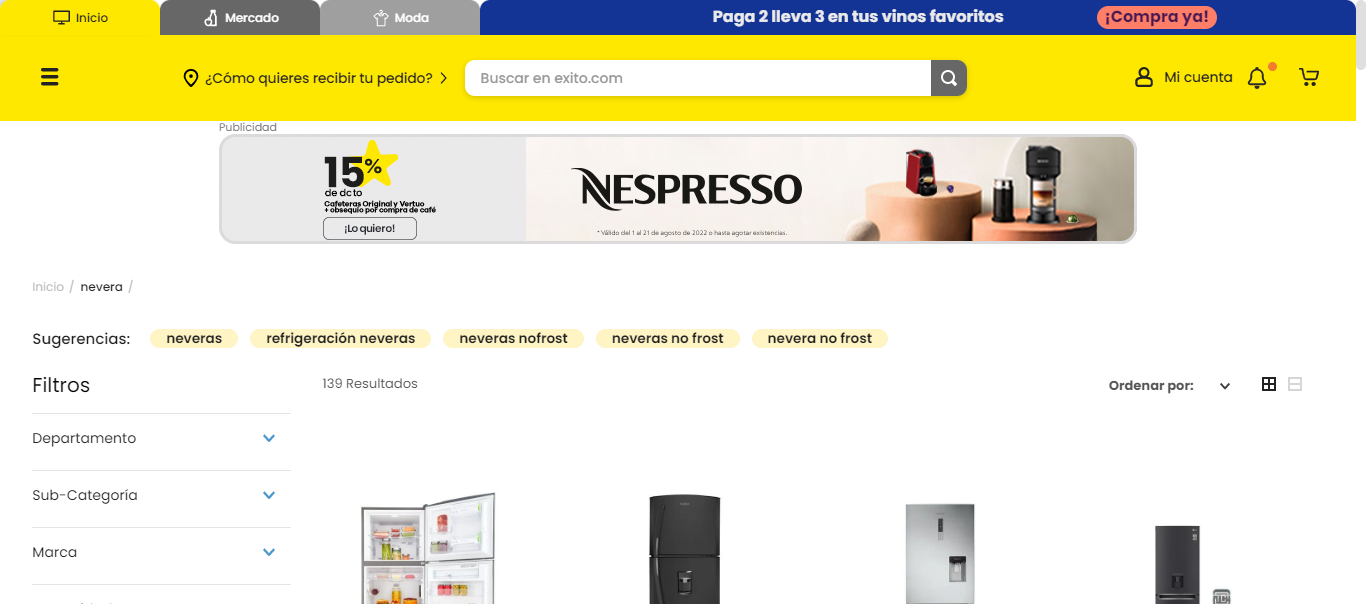 Inicio
Mercado
Moda
Paga 2 lleva 3 en tus vinos favoritos
¡Compra ya!
¿Cómo quieres recibir tu pedido?
Buscar en exito.com
Mi cuenta
Publicidad
15%
de dcto
Cafeteras Original y Vertuo
+ obsequio por compra de café
¡Lo quiero!
NESPRESSO
* Válido del 1 al 21 de agosto de 2022 o hasta agotar existencias.
Inicio / nevera /
Sugerencias:
neveras
refrigeración neveras
neveras nofrost
neveras no frost
nevera no frost
Filtros
139 Resultados
Ordenar por:
Departamento
Sub-Categoría
Marca